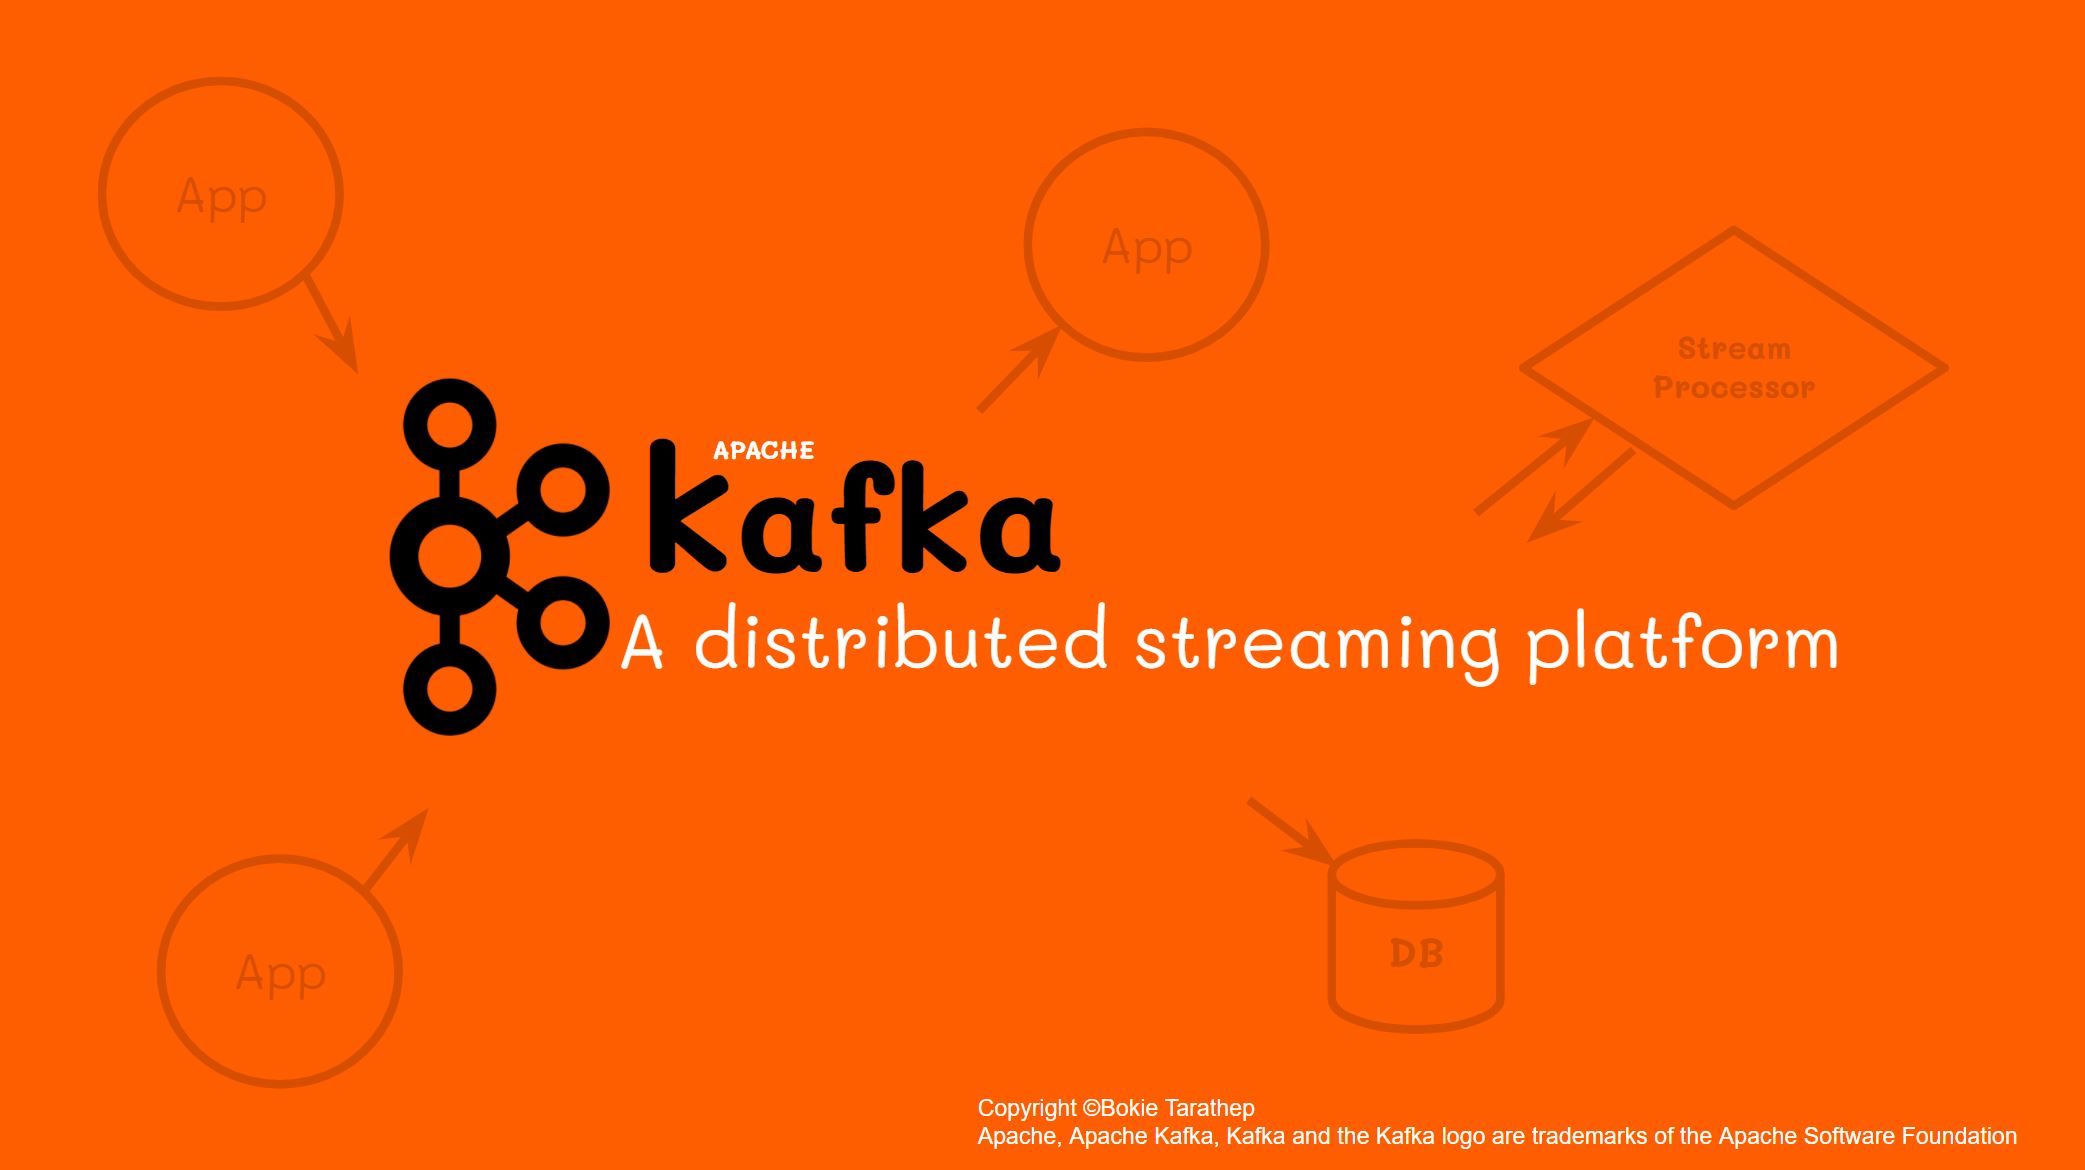 App
App
Stream
Processor
APACHE
kafka
A distributed streaming platform
App
DB
Copyright ©Bokie Tarathep
Apache, Apache Kafka, Kafka and the Kafka logo are trademarks of the Apache Software Foundation